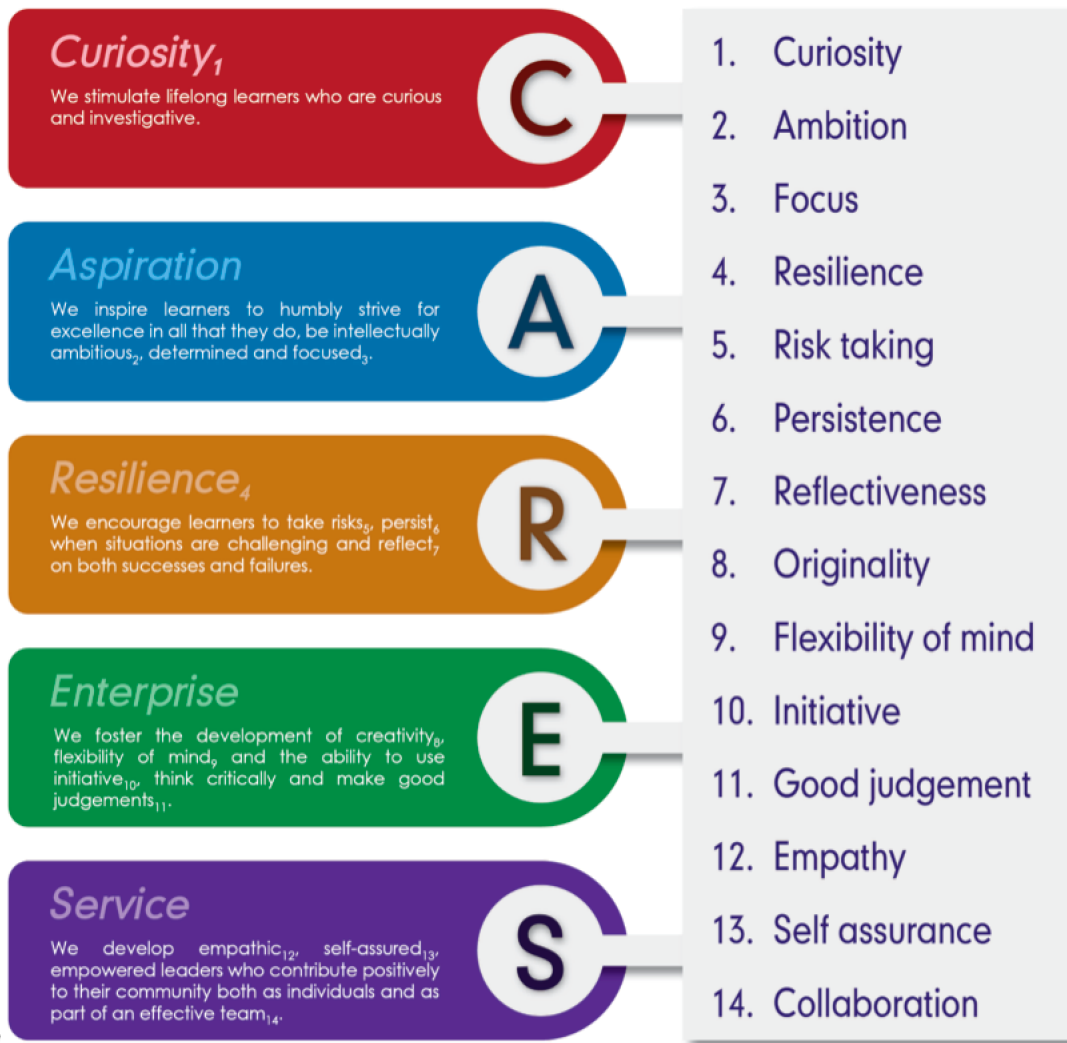 Curiosity₁
We stimulate lifelong learners who are curious
and investigative.
C
Aspiration
We inspire learners to humbly strive for
excellence in all that they do, be intellectually
ambitious₂, determined and focused₃.
A
Resilience₄
We encourage learners to take risks₅, persist₆
when situations are challenging and reflect₇
on both successes and failures.
R
Enterprise
We foster the development of creativity₈,
flexibility of mind₉ and the ability to use
initiative₁₀, think critically and make good
judgements₁₁.
E
Service
We develop empathic₁₂, self-assured₁₃,
empowered leaders who contribute positively
to their community both as individuals and as
part of an effective team₁₄.
S
1. Curiosity
2. Ambition
3. Focus
4. Resilience
5. Risk taking
6. Persistence
7. Reflectiveness
8. Originality
9. Flexibility of mind
10. Initiative
11. Good judgement
12. Empathy
13. Self assurance
14. Collaboration